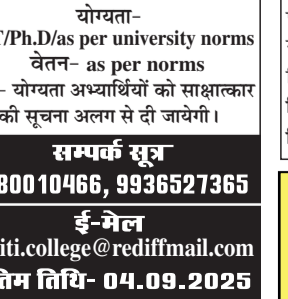 योग्यता-
T/Ph.D/as per university norms
वेतन- as per norms
- योग्यता अभ्यार्थियों को साक्षात्कार
की सूचना अलग से दी जायेगी।
सम्पर्क सूत्र
80010466, 9936527365
ई-मेल
iti.college@rediffmail.com
तिम तिथि- 04.09.2025